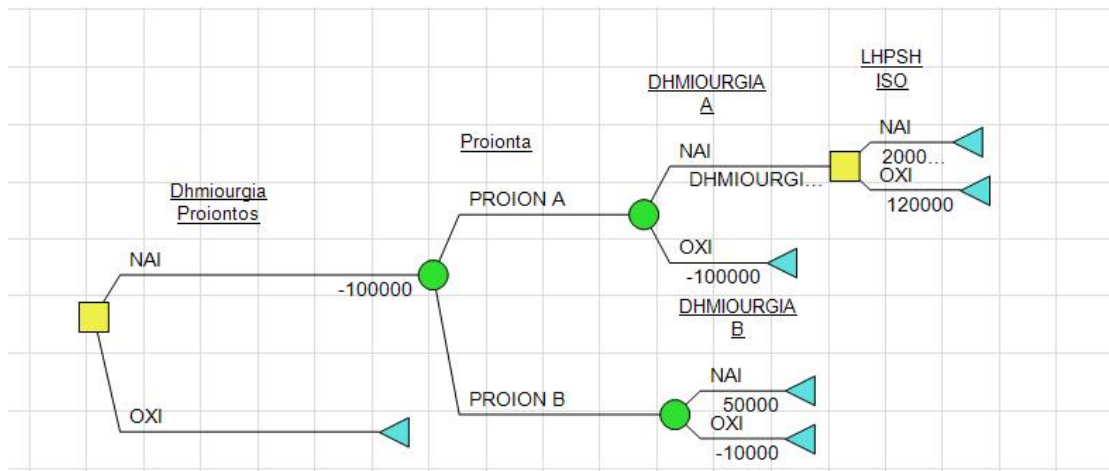 LHPSH
ISO
DHMIOURGIA
A
NAI
2000...
OXI
120000
Proionta
NAI
DHMIOURGI...
Dhmiourgia
Proiontos
PROION A
OXI
-100000
NAI
-100000
DHMIOURGIA
B
NAI
50000
PROION B
OXI
-10000
OXI